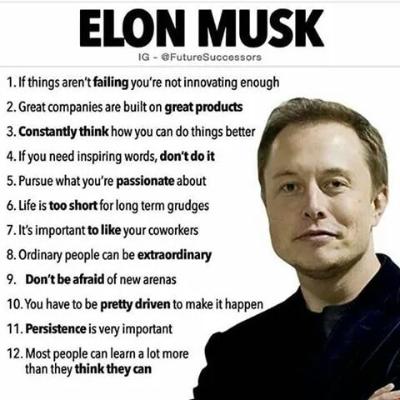 ELON MUSK
IG - @FutureSuccessors
1. If things aren't failing you're not innovating enough
2. Great companies are built on great products
3. Constantly think how you can do things better
4. If you need inspiring words, don't do it
5. Pursue what you're passionate about
6. Life is too short for long term grudges
7. It's important to like your coworkers
8. Ordinary people can be extraordinary
9. Don't be afraid of new arenas
10. You have to be pretty driven to make it happen
11. Persistence is very important
12. Most people can learn a lot more
than they think they can